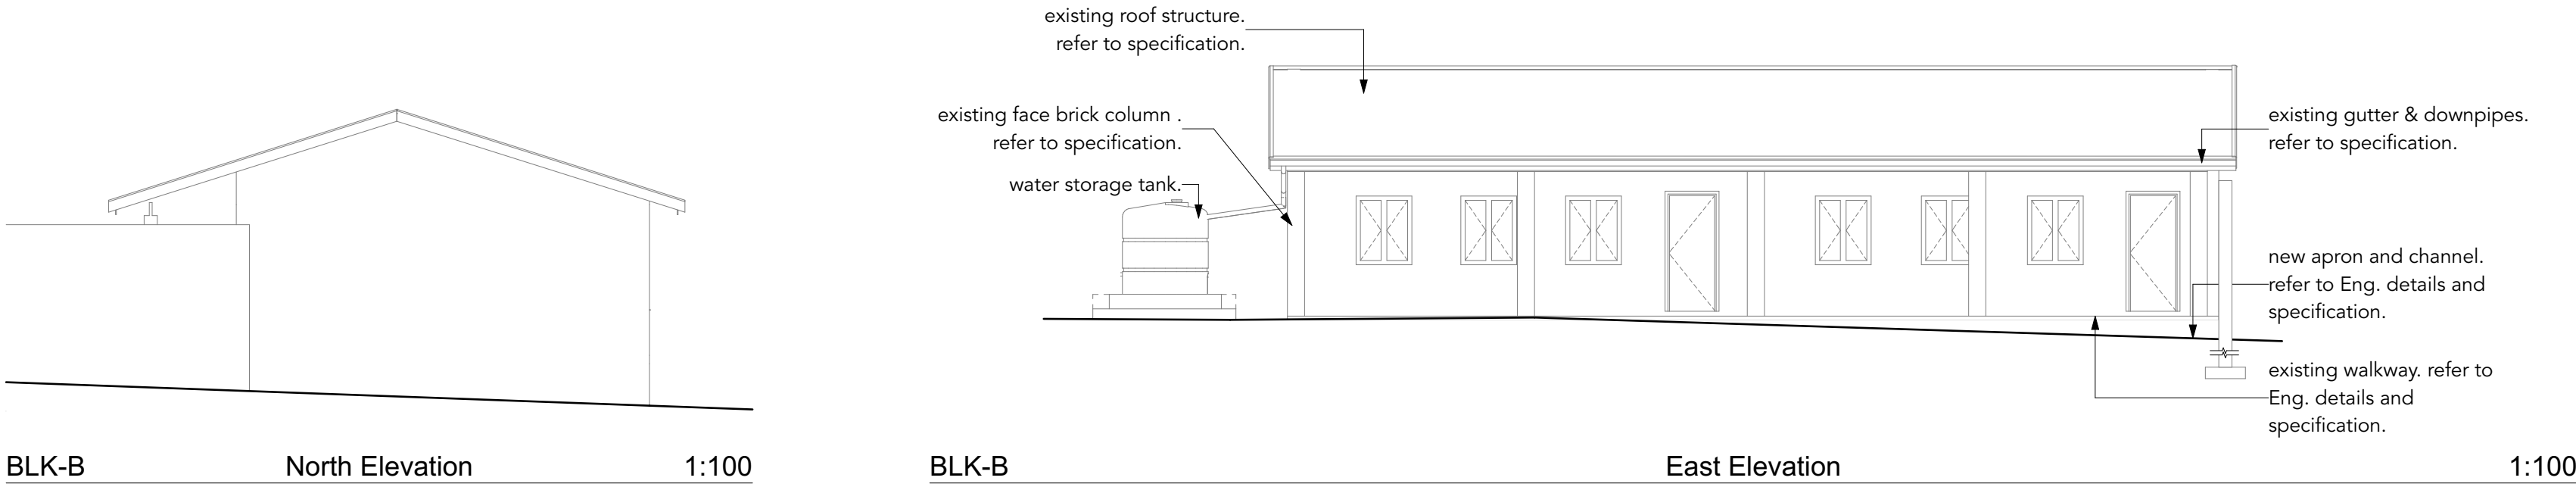 existing roof structure.
refer to specification.
existing face brick column .
refer to specification.
water storage tank.
existing gutter & downpipes.
refer to specification.
new apron and channel.
refer to Eng. details and
specification.
existing walkway. refer to
Eng. details and
specification.
BLK-B North Elevation 1:100
BLK-B East Elevation 1:100